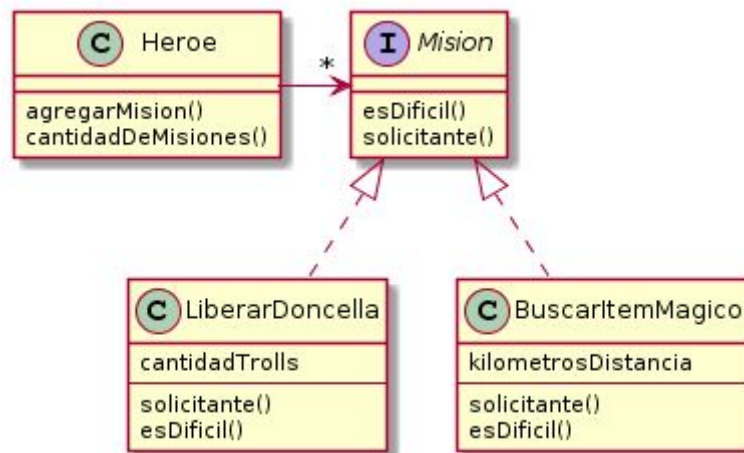 C Heroe
agregarMision()
cantidadDeMisiones()
*
I Mision
esDificil()
solicitante()
C LiberarDoncella
cantidadTrolls
solicitante()
esDificil()
C BuscarItemMagico
kilometrosDistancia
solicitante()
esDificil()